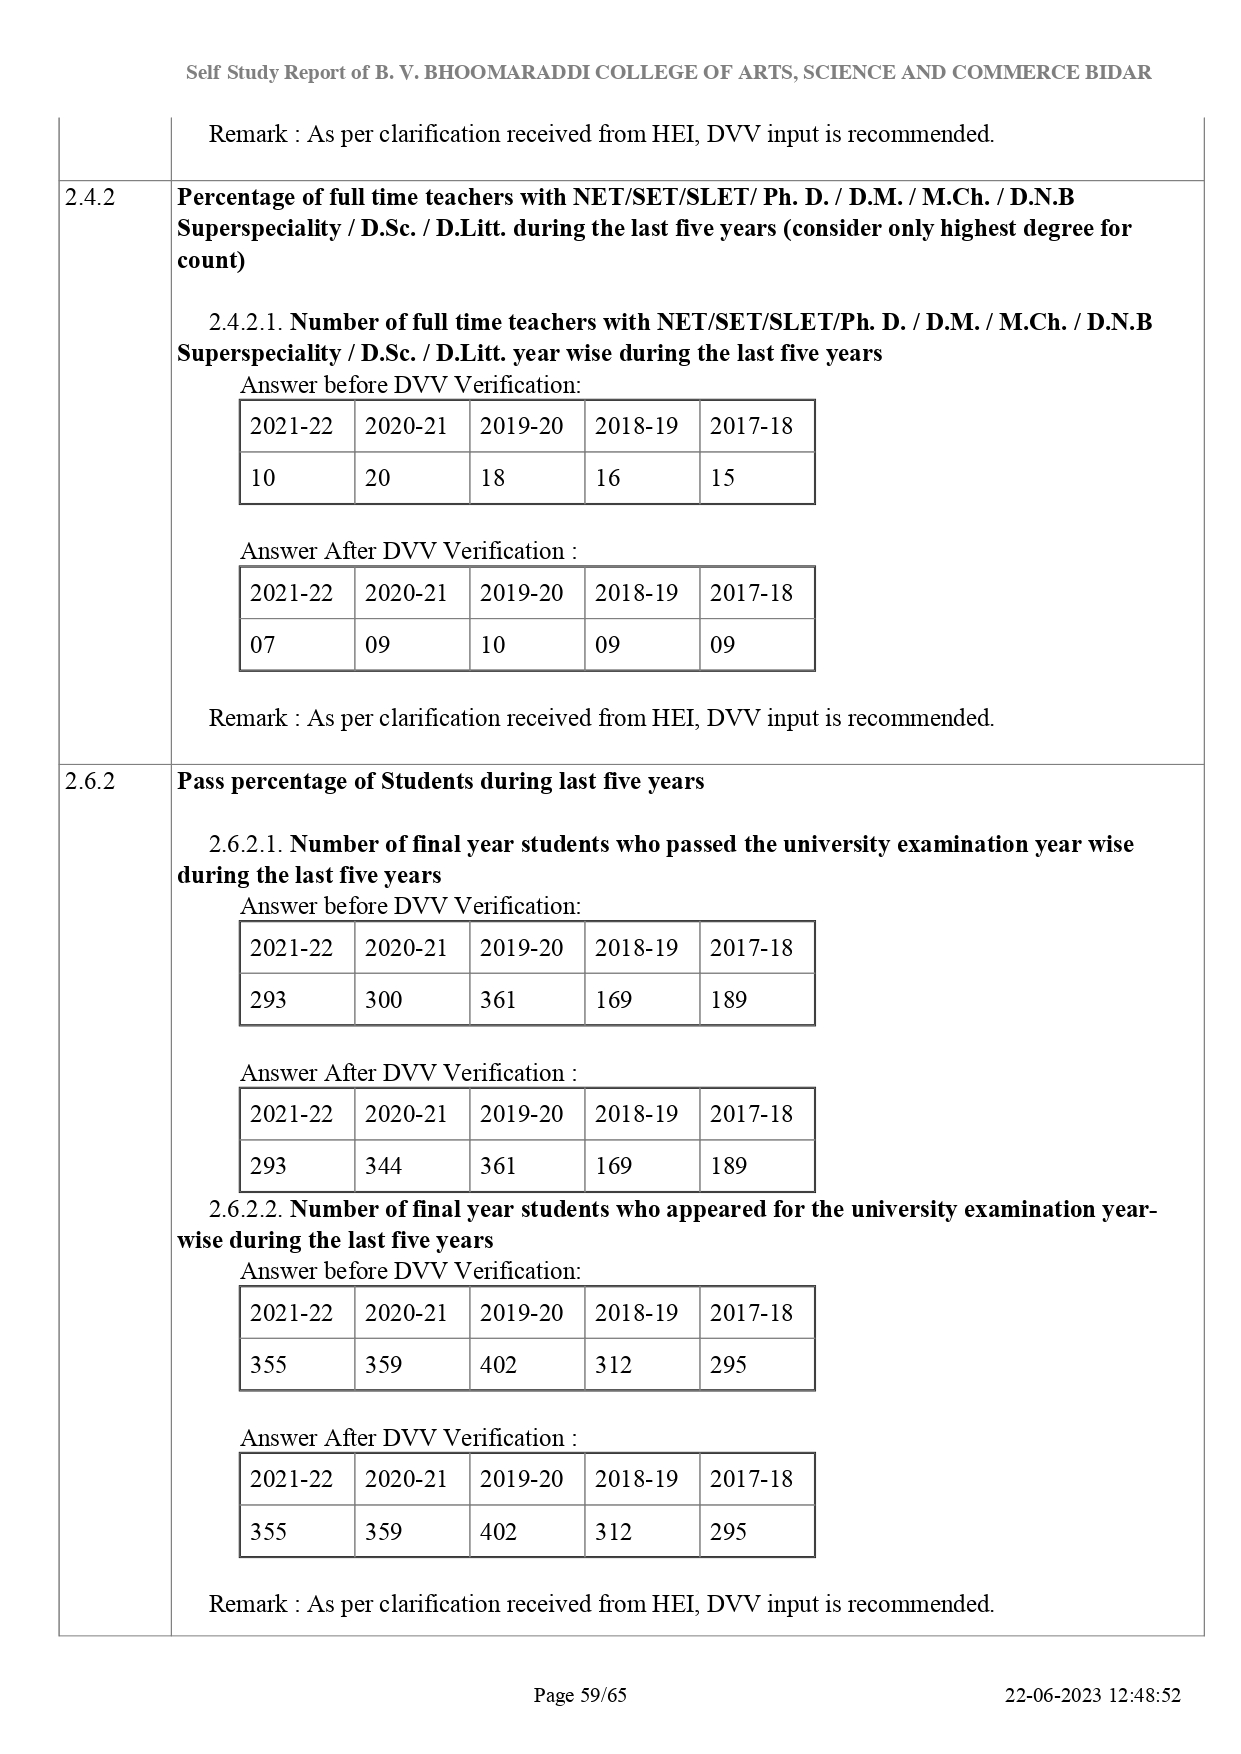 Self Study Report of B. V. BHOOMARADDI COLLEGE OF ARTS, SCIENCE AND COMMERCE BIDAR
Remark : As per clarification received from HEI, DVV input is recommended.
2.4.2 Percentage of full time teachers with NET/SET/SLET/ Ph. D. / D.M. / M.Ch. / D.N.B
Superspeciality / D.Sc. / D.Litt. during the last five years (consider only highest degree for
count)
2.4.2.1. Number of full time teachers with NET/SET/SLET/Ph. D. / D.M. / M.Ch. / D.N.B
Superspeciality / D.Sc. / D.Litt. year wise during the last five years
Answer before DVV Verification:
2021-22 2020-21 2019-20 2018-19 2017-18
10 20 18 16 15
Answer After DVV Verification :
2021-22 2020-21 2019-20 2018-19 2017-18
07 09 10 09 09
Remark : As per clarification received from HEI, DVV input is recommended.
2.6.2 Pass percentage of Students during last five years
2.6.2.1. Number of final year students who passed the university examination year wise
during the last five years
Answer before DVV Verification:
2021-22 2020-21 2019-20 2018-19 2017-18
293 300 361 169 189
Answer After DVV Verification :
2021-22 2020-21 2019-20 2018-19 2017-18
293 344 361 169 189
2.6.2.2. Number of final year students who appeared for the university examination year-
wise during the last five years
Answer before DVV Verification:
2021-22 2020-21 2019-20 2018-19 2017-18
355 359 402 312 295
Answer After DVV Verification :
2021-22 2020-21 2019-20 2018-19 2017-18
355 359 402 312 295
Remark : As per clarification received from HEI, DVV input is recommended.
Page 59/65 22-06-2023 12:48:52